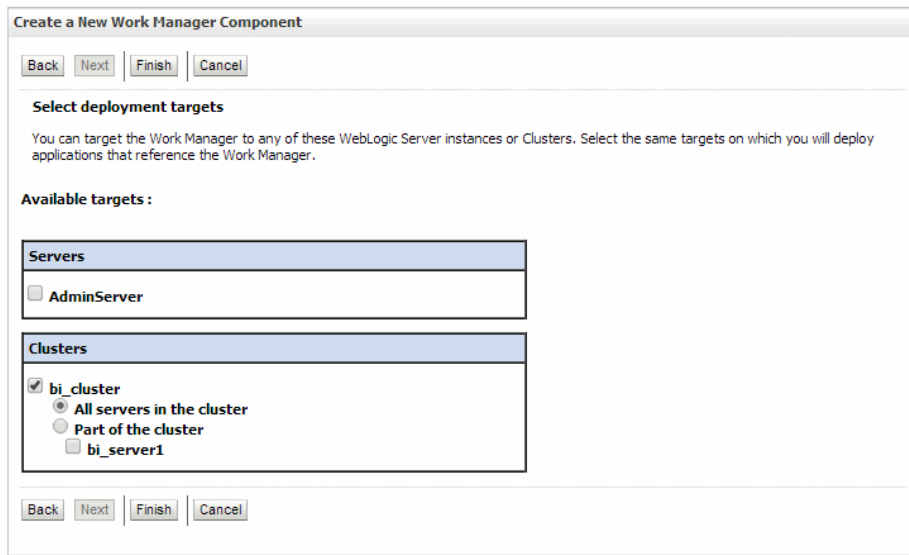 Create a New Work Manager Component
Back Next Finish Cancel
Select deployment targets
You can target the Work Manager to any of these WebLogic Server instances or Clusters. Select the same targets on which you will deploy
applications that reference the Work Manager.
Available targets :
Servers
AdminServer
Clusters
bi_cluster
All servers in the cluster
Part of the cluster
bi_server1
Back Next Finish Cancel